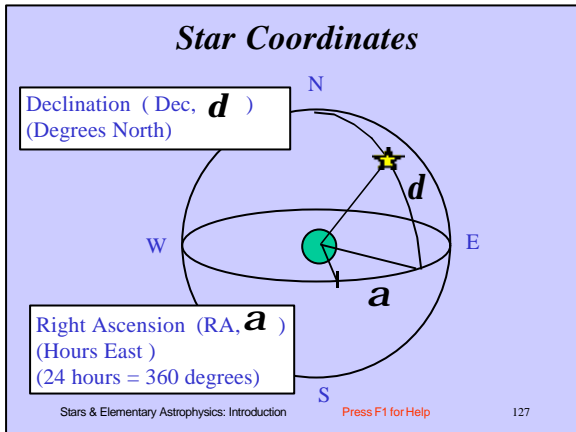 Star Coordinates
N
Declination ( Dec, d )
(Degrees North)
d
W
E
a
Right Ascension (RA, a )
(Hours East )
(24 hours = 360 degrees)
S
Stars & Elementary Astrophysics: Introduction Press F1 for Help 127